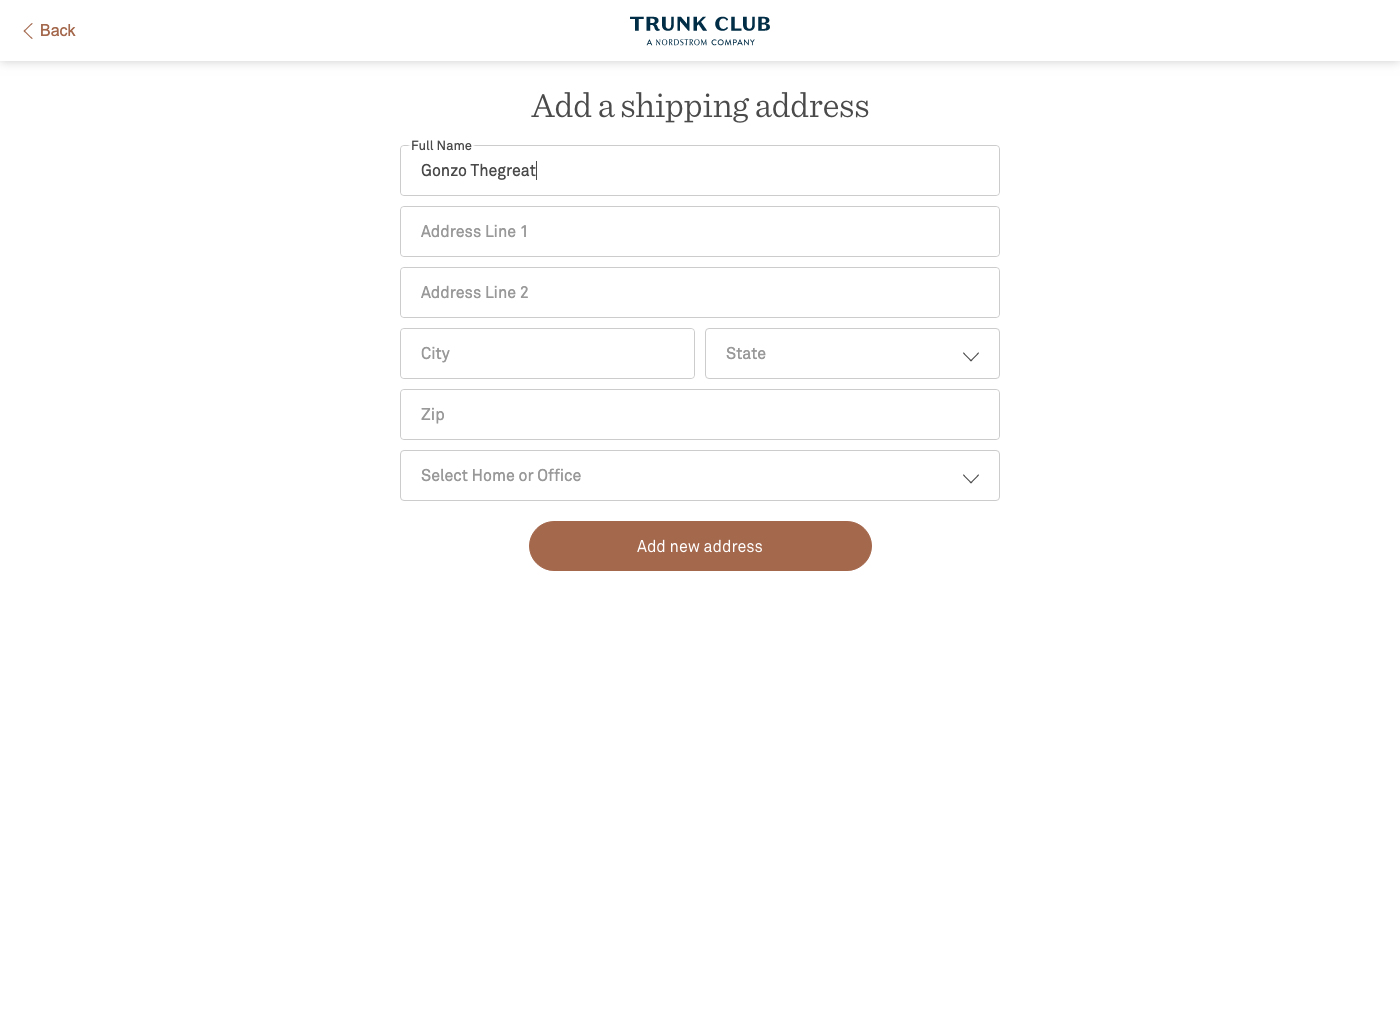 Back
TRUNK CLUB
A NORDSTROM COMPANY
Add a shipping address
Full Name
Gonzo Thegreat
Address Line 1
Address Line 2
City
State
Zip
Select Home or Office
Add new address